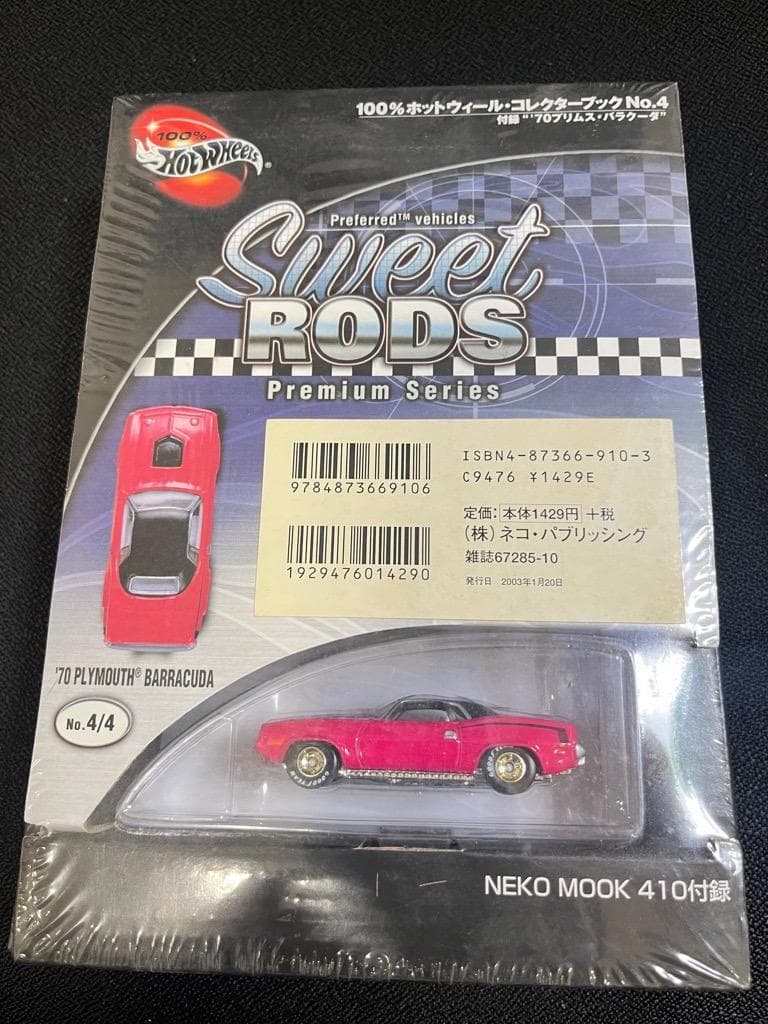 100%ホットウィール・コレクターブック No.4
付録“'70プリムス・バラクーダ”
100%
HOT WHEELS®
Preferred™ vehicles
Sweet
RODS
Premium Series
9784873669106
ISBN4-87366-910-3
C9476 ¥1429E
1929476014290
定価:本体1429円+税
(株)ネコ・パブリッシング
雑誌67285-10
発行日 2003年1月20日
'70 PLYMOUTH® BARRACUDA
No.4/4
GOODYEAR
NEKO MOOK 410付録